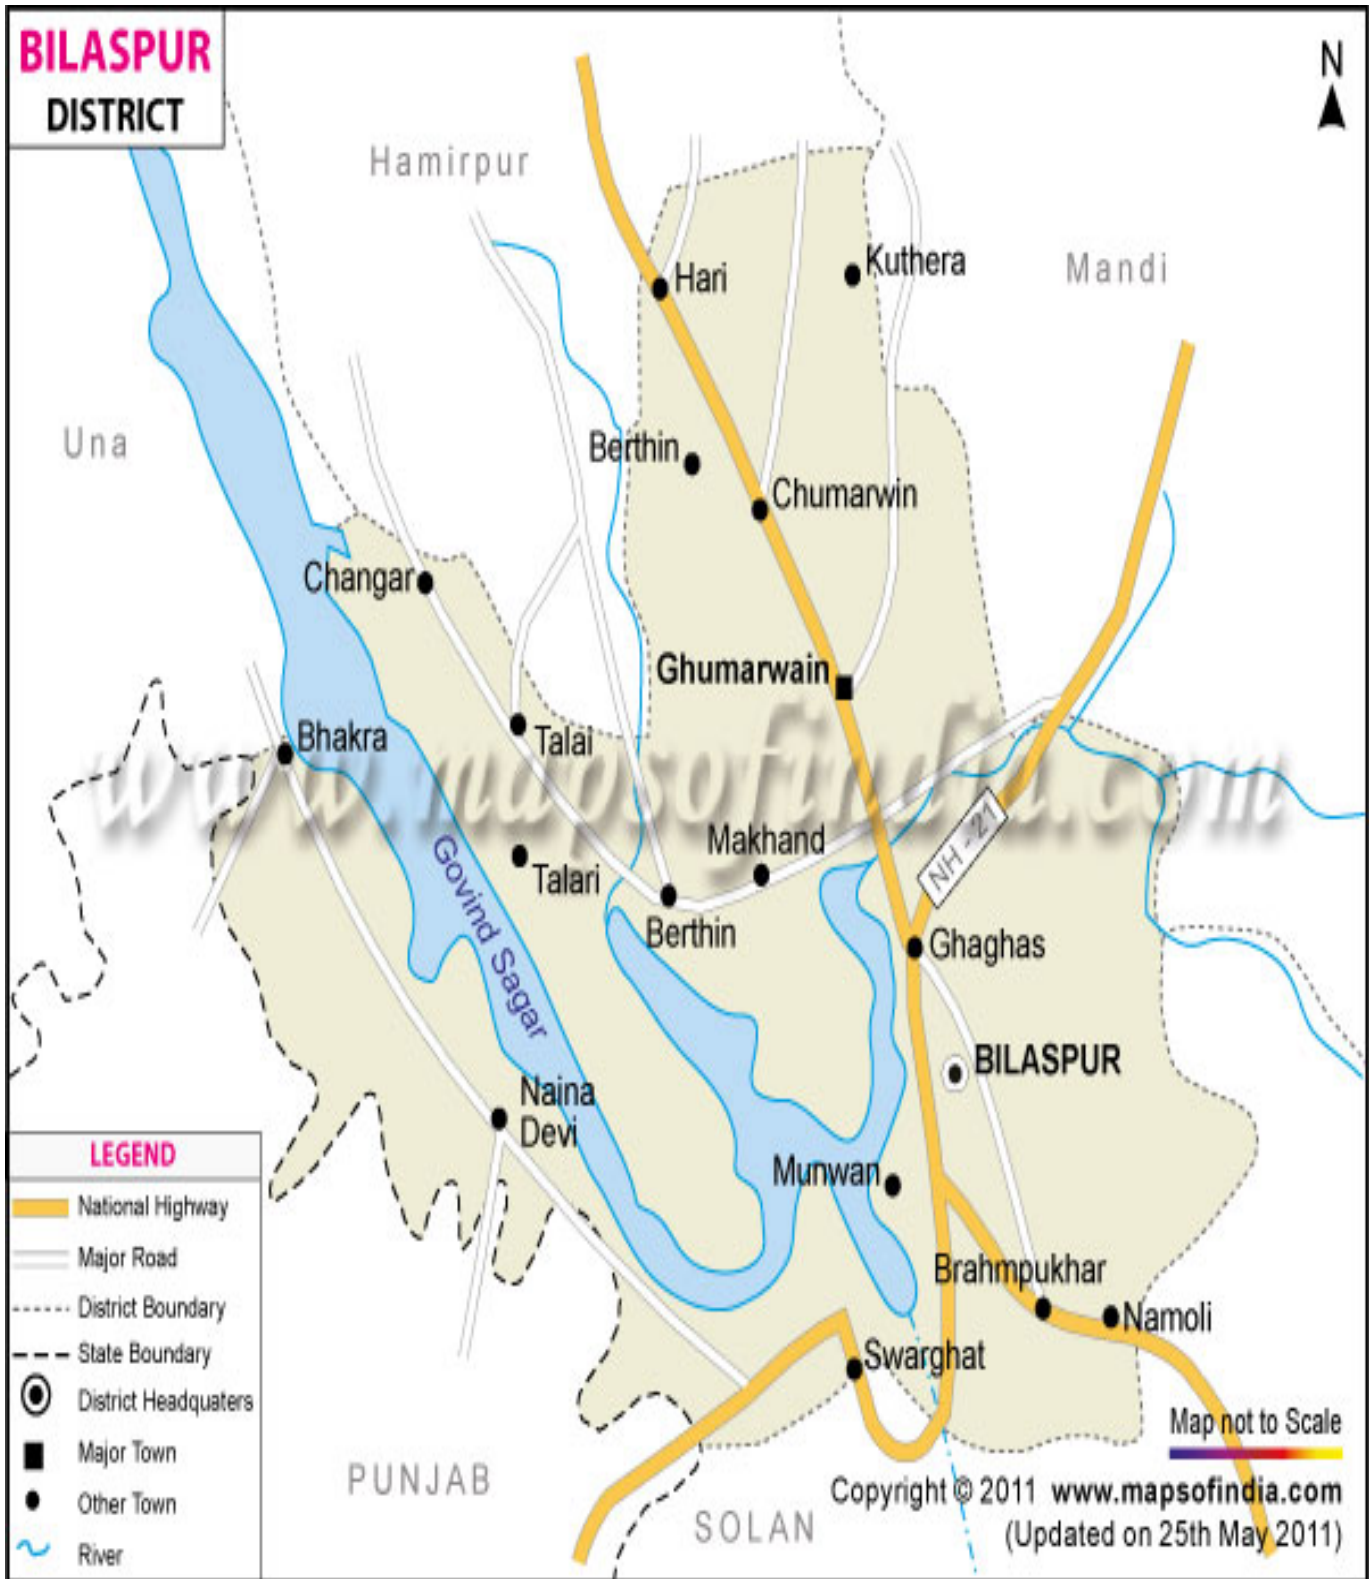 BILASPUR
DISTRICT
N
Hamirpur
Mandi
Una
Kuthera
Hari
Berthin
Chumarwin
Changar
Ghumarwain
Bhakra
Talai
www.mapsofindia.com
NH - 21
Makhand
Talari
Govind Sagar
Berthin
Ghaghas
BILASPUR
Naina
Devi
Munwan
Brahmpukhar
Namoli
Swarghat
PUNJAB
SOLAN
LEGEND
National Highway
Major Road
District Boundary
State Boundary
District Headquaters
Major Town
Other Town
River
Map not to Scale
Copyright © 2011 www.mapsofindia.com
(Updated on 25th May 2011)